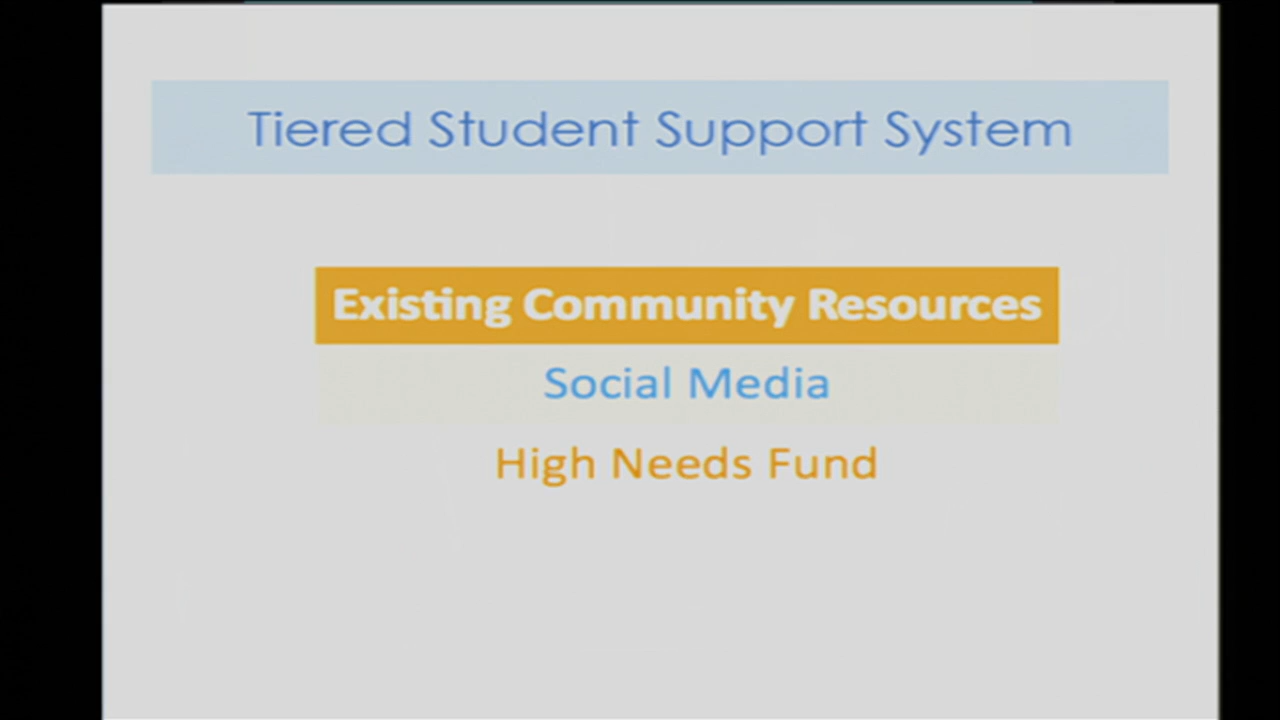 Tiered Student Support System
Existing Community Resources
Social Media
High Needs Fund